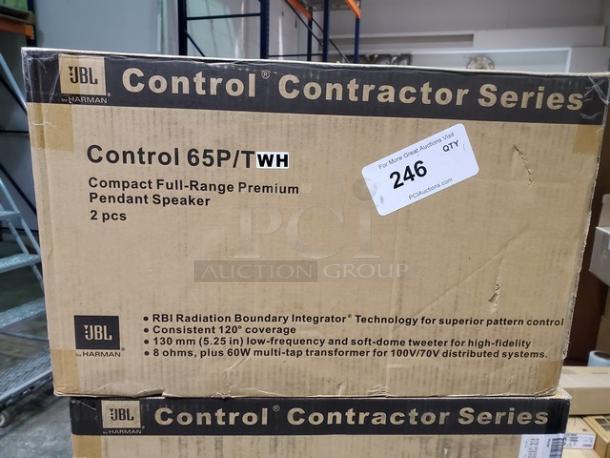 JBL
by HARMAN
Control® Contractor Series
Control 65P/T WH
Compact Full-Range Premium
Pendant Speaker
2 pcs
For More Great Auctions Visit
246
QTY
PCIAuctions.com
PCi
AUCTION GROUP
JBL
by HARMAN
• RBI Radiation Boundary Integrator® Technology for superior pattern control
• Consistent 120° coverage
• 130 mm (5.25 in) low-frequency and soft-dome tweeter for high-fidelity
• 8 ohms, plus 60W multi-tap transformer for 100V/70V distributed systems.
JBL
by HARMAN
Control® Contractor Series